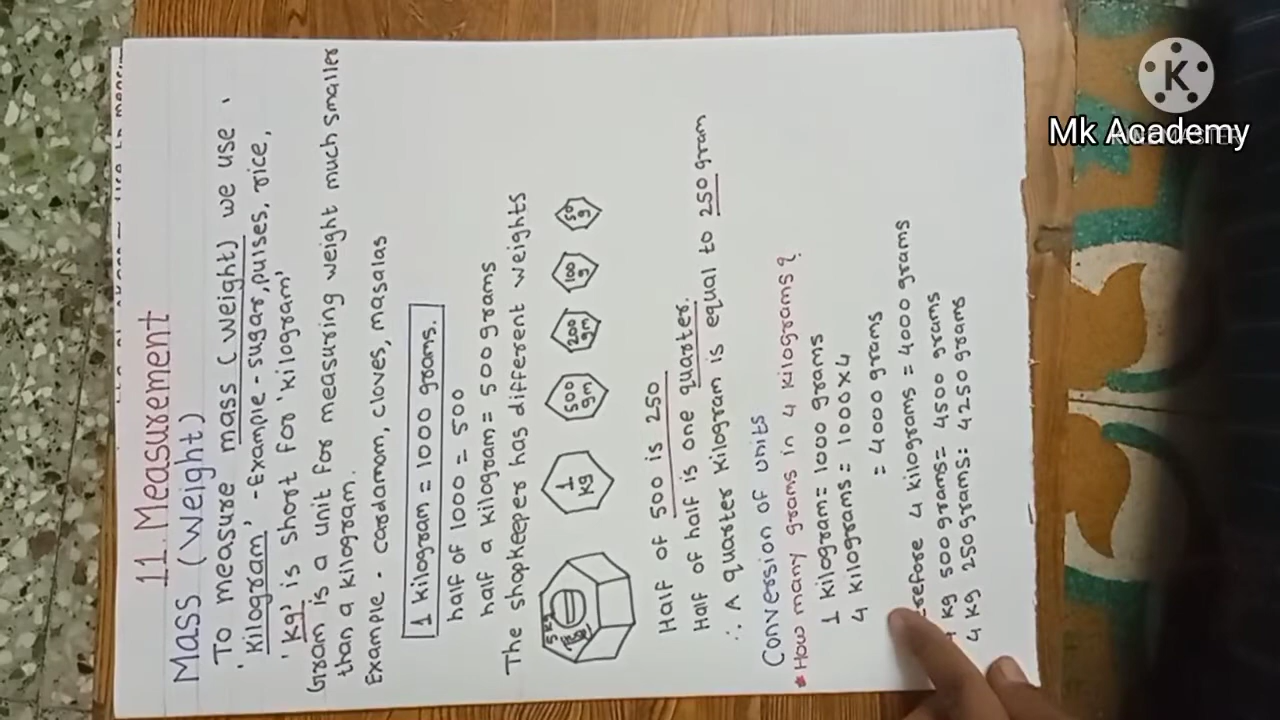 11. Measurement
Mass (Weight)
'To measure mass (weight) we use .
'kilogram' - Example - sugar, pulses, rice,
'kg' is short for 'kilogram'
Gram is a unit for measuring weight much smaller
than a kilogram.
Example - cardamom, cloves, masalas
1 kilogram = 1000 grams.
half of 1000 = 500
half a kilogram = 500 grams
The shopkeeper has different weights
5 kg
1 kg
500 gm
200 gm
100 g
50 g
Half of 500 is 250
Half of half is one quarter.
∴ A quarter kilogram is equal to 250 gram
Conversion of units
* How many grams in 4 kilograms?
1 kilogram = 1000 grams
4 kilograms = 100 x 4
= 4000 grams
refore 4 kilograms = 4000 grams
kg 500 grams = 4500 grams
4 kg 250 grams: 4250 grams
K
Mk Academy
KINEMASTER